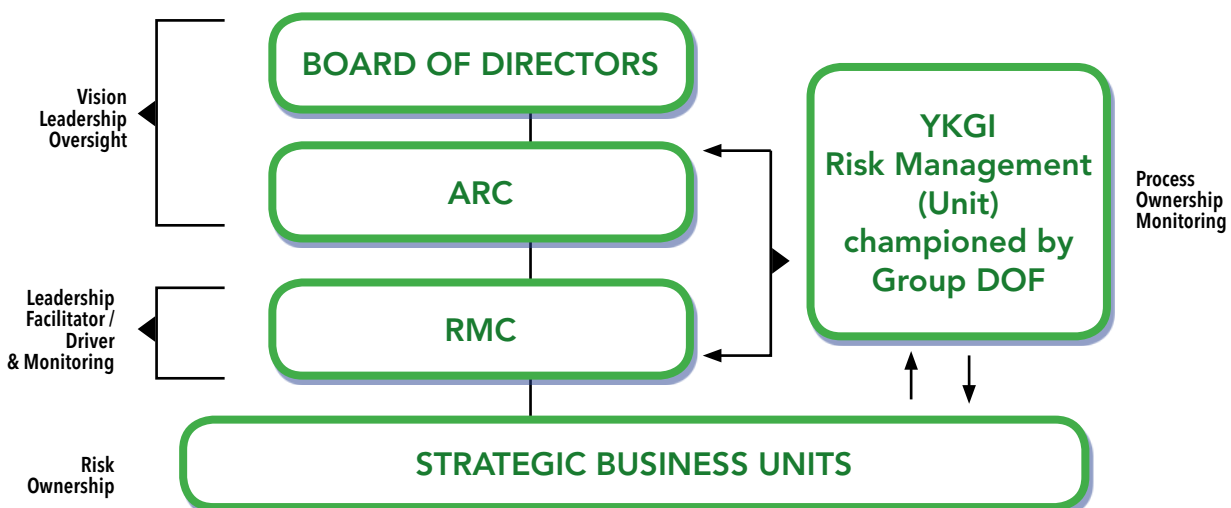 Vision
Leadership
Oversight
BOARD OF DIRECTORS
ARC
YKGI
Risk Management
(Unit)
championed by
Group DOF
Process
Ownership
Monitoring
Leadership
Facilitator /
Driver
& Monitoring
RMC
Risk
Ownership
STRATEGIC BUSINESS UNITS